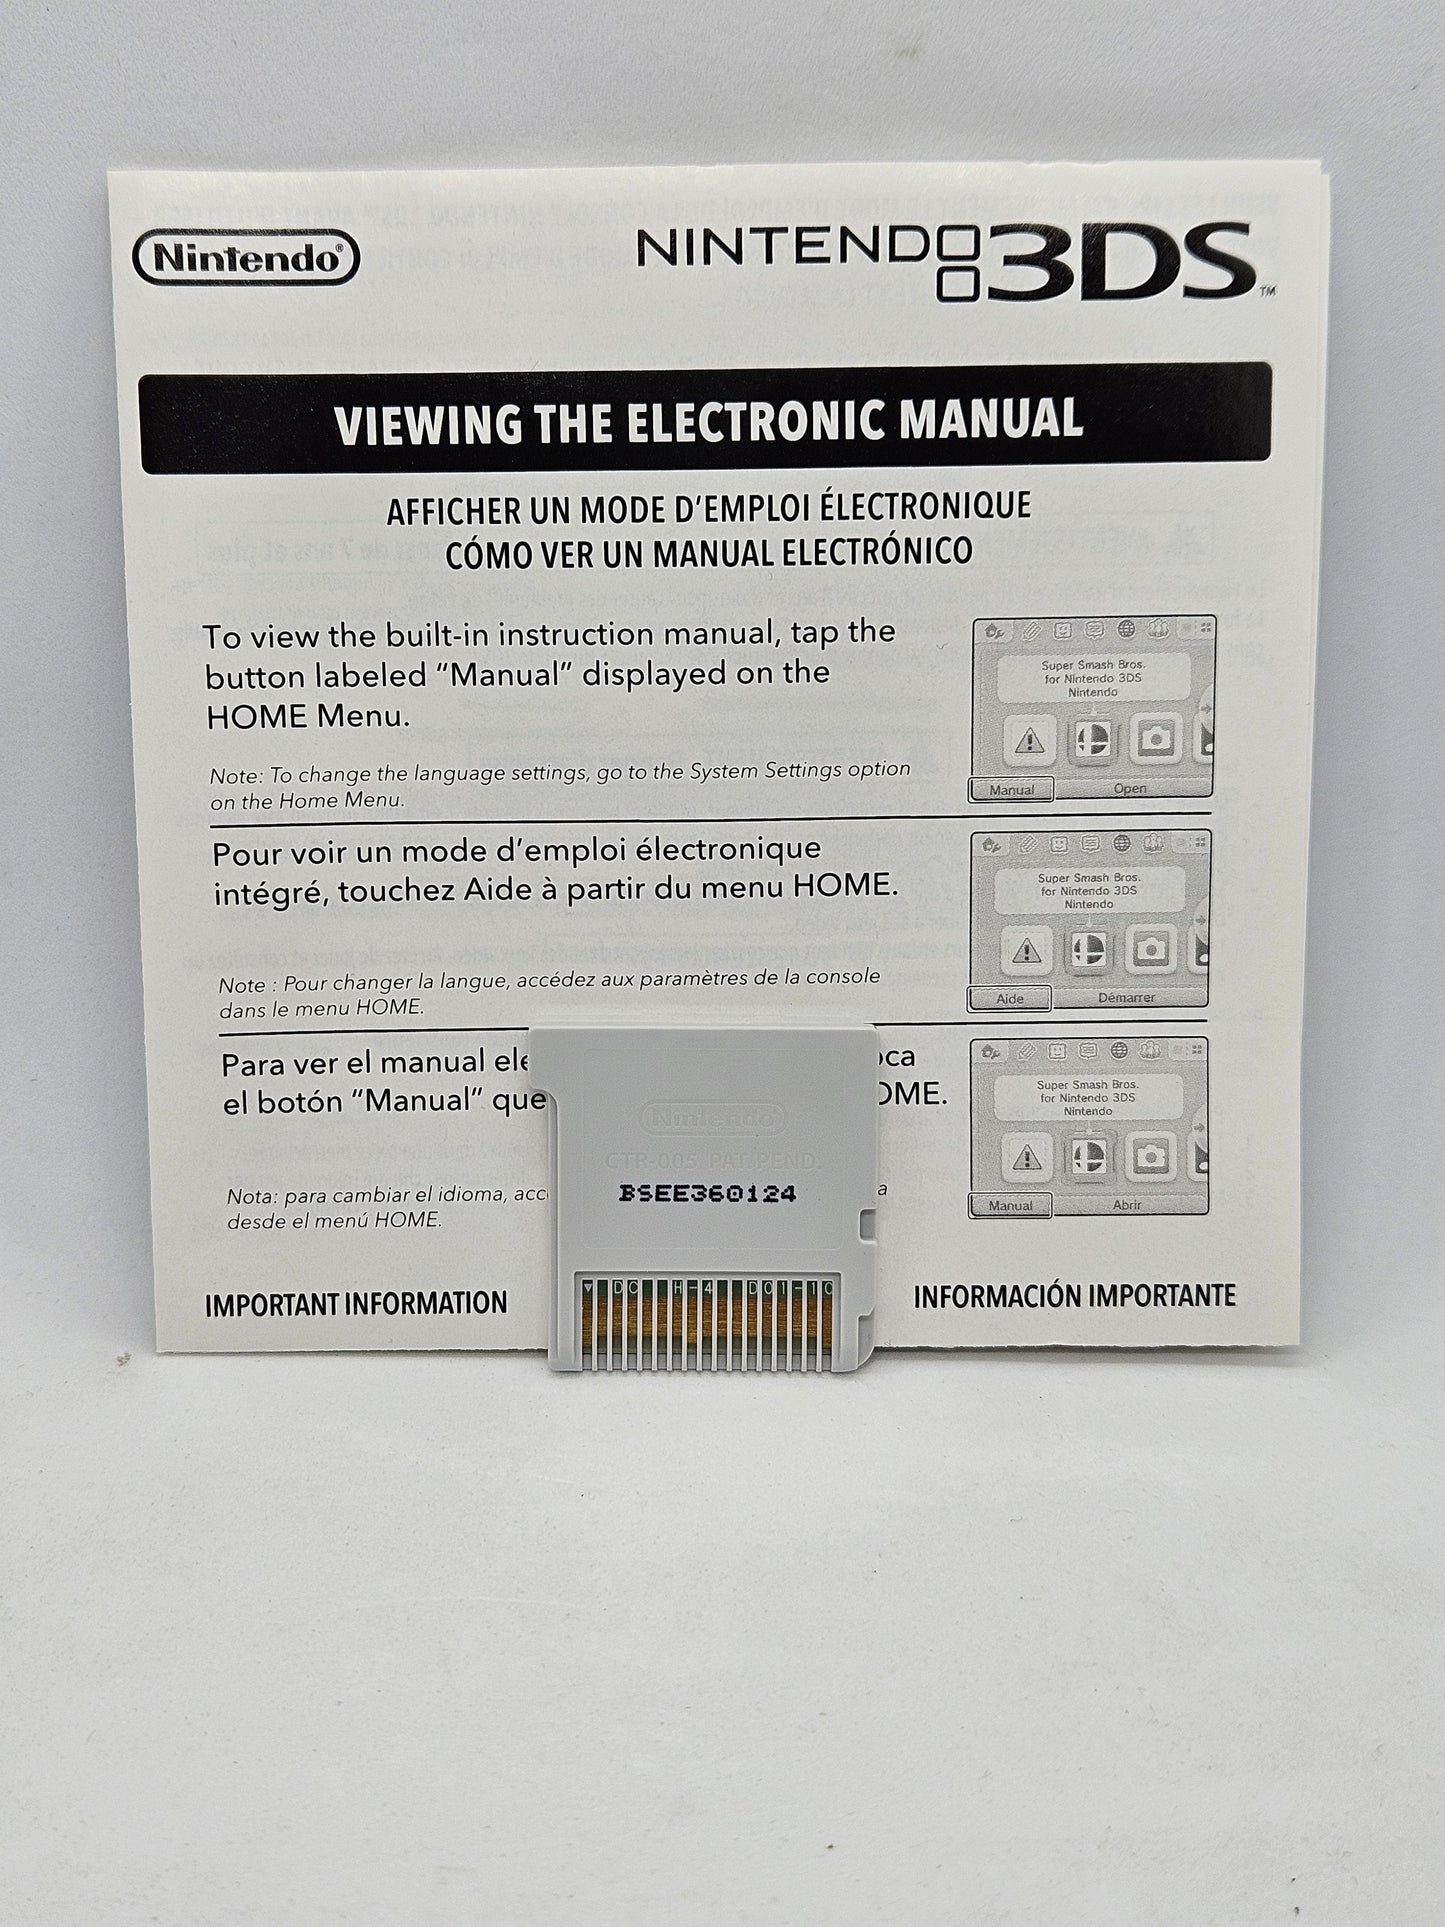 Nintendo®
NINTENDO 3DS™
VIEWING THE ELECTRONIC MANUAL
AFFICHER UN MODE D'EMPLOI ÉLECTRONIQUE
CÓMO VER UN MANUAL ELECTRÓNICO
To view the built-in instruction manual, tap the
button labeled "Manual" displayed on the
HOME Menu.
Note: To change the language settings, go to the System Settings option
on the Home Menu.
Super Smash Bros.
for Nintendo 3DS
Nintendo
Manual
Open
Pour voir un mode d'emploi électronique
intégré, touchez Aide à partir du menu HOME.
Note : Pour changer la langue, accédez aux paramètres de la console
dans le menu HOME.
Super Smash Bros.
for Nintendo 3DS
Nintendo
Aide
Démarrer
Para ver el manual ele
oca
el botón "Manual" que
OME.
Nota: para cambiar el idioma, acc
a
desde el menú HOME.
Super Smash Bros.
for Nintendo 3DS
Nintendo
Manual
Abrir
Nintendo
CTR-005 PAT PEND
BSEE360124
DC H-4 D01-10
IMPORTANT INFORMATION
INFORMACIÓN IMPORTANTE